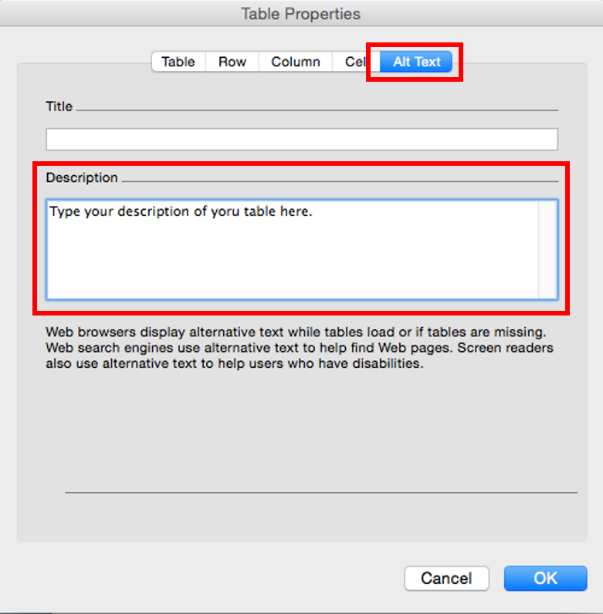 Table Properties
Table Row Column Cel Alt Text
Title
Description
Type your description of yoru table here.
Web browsers display alternative text while tables load or if tables are missing.
Web search engines use alternative text to help find Web pages. Screen readers
also use alternative text to help users who have disabilities.
Cancel OK